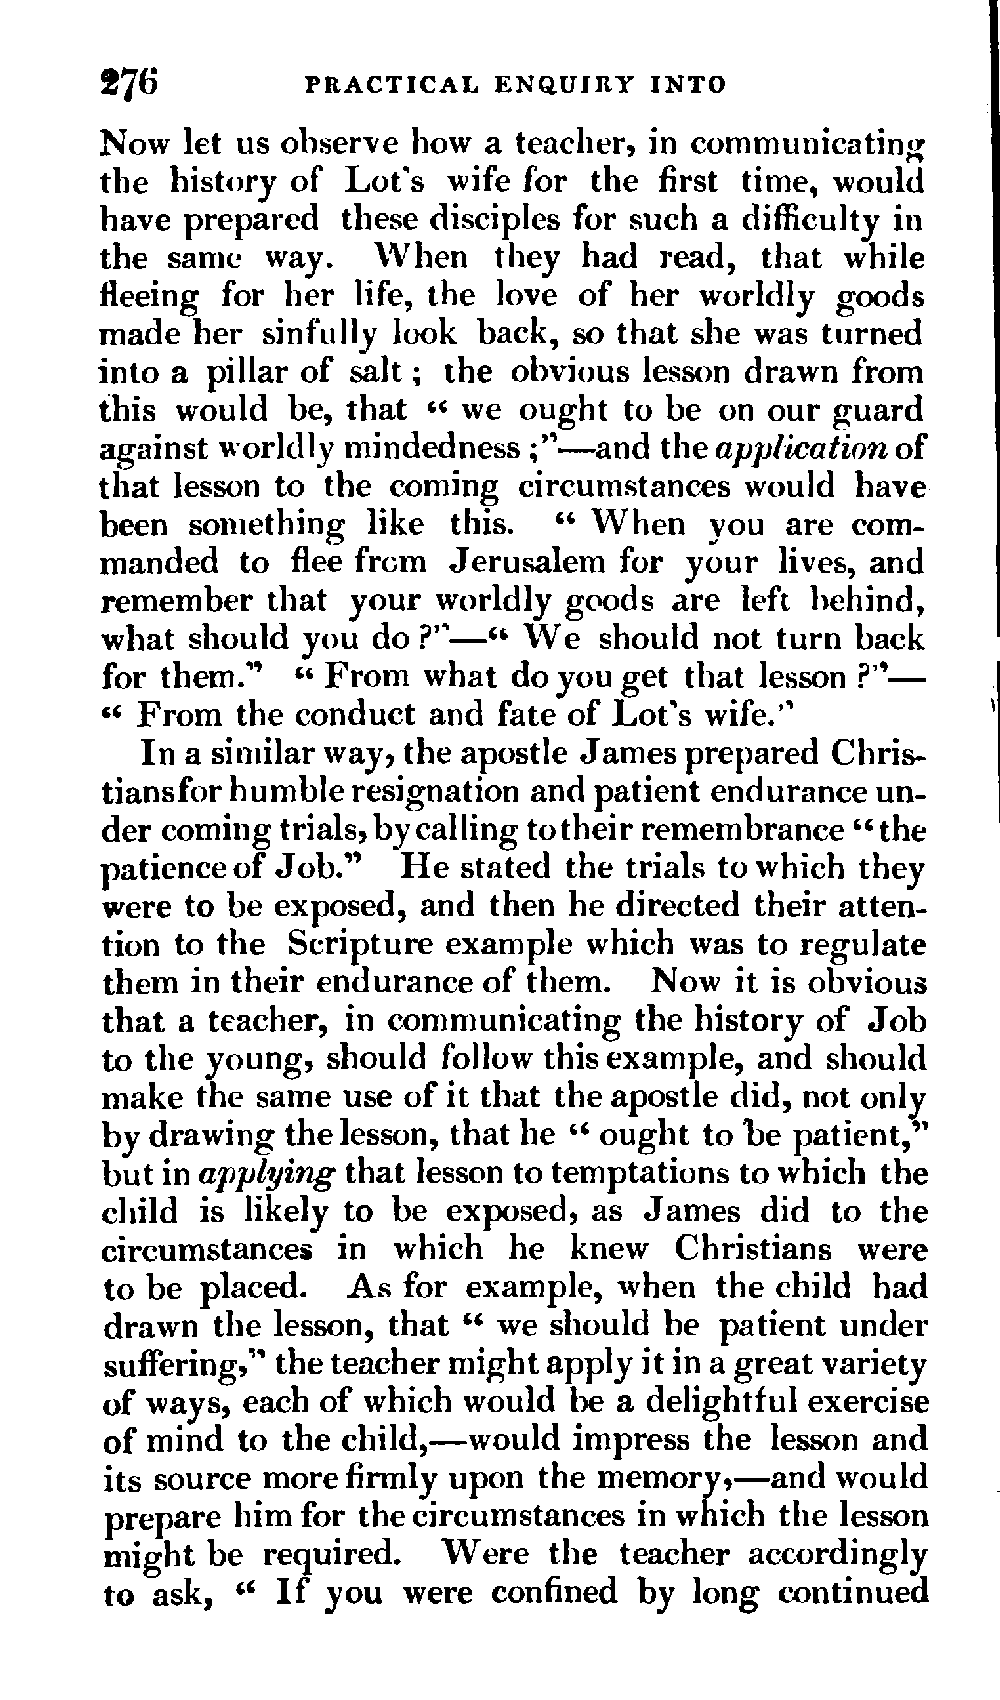 276 PRACTICAL ENQUIRY INTO
Now let us observe how a teacher, in communicating
the history of Lot's wife for the first time, would
have prepared these disciples for such a difficulty in
the same way. When they had read, that while
fleeing for her life, the love of her worldly goods
made her sinfully look back, so that she was turned
into a pillar of salt; the obvious lesson drawn from
this would be, that "we ought to be on our guard
against worldly mindedness;"—and the application of
that lesson to the coming circumstances would have
been something like this. "When you are com-
manded to flee from Jerusalem for your lives, and
remember that your worldly goods are left behind,
what should you do?"—"We should not turn back
for them." "From what do you get that lesson?"—
"From the conduct and fate of Lot's wife."
In a similar way, the apostle James prepared Chris-
tians for humble resignation and patient endurance un-
der coming trials, by calling to their remembrance "the
patience of Job." He stated the trials to which they
were to be exposed, and then he directed their atten-
tion to the Scripture example which was to regulate
them in their endurance of them. Now it is obvious
that a teacher, in communicating the history of Job
to the young, should follow this example, and should
make the same use of it that the apostle did, not only
by drawing the lesson, that he "ought to be patient,"
but in applying that lesson to temptations to which the
child is likely to be exposed, as James did to the
circumstances in which he knew Christians were
to be placed. As for example, when the child had
drawn the lesson, that "we should be patient under
suffering," the teacher might apply it in a great variety
of ways, each of which would be a delightful exercise
of mind to the child,—would impress the lesson and
its source more firmly upon the memory,—and would
prepare him for the circumstances in which the lesson
might be required. Were the teacher accordingly
to ask, "If you were confined by long continued